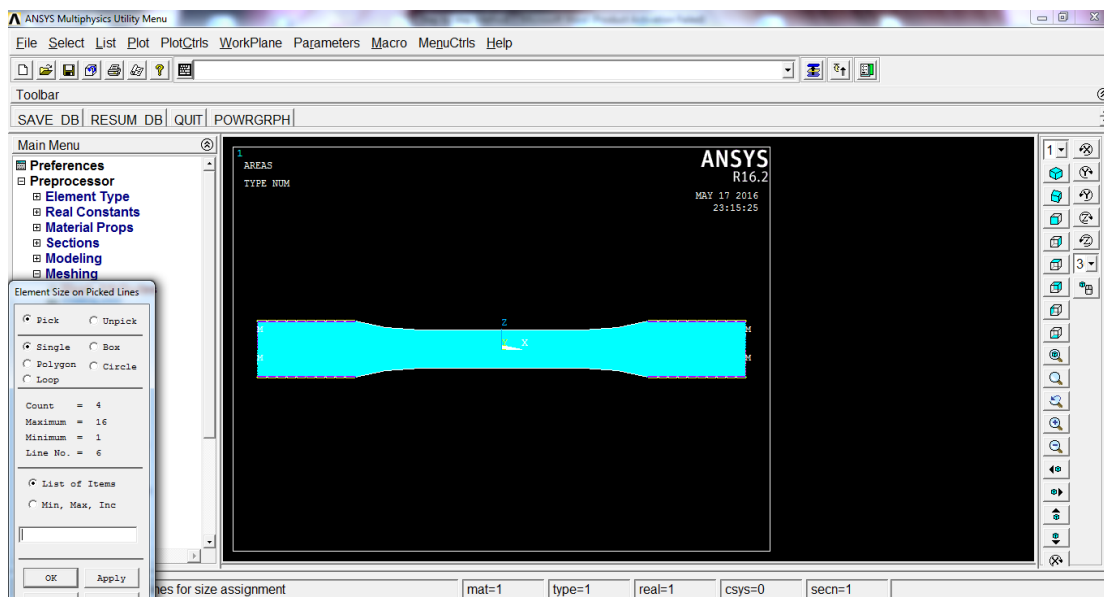 ANSYS Multiphysics Utility Menu
File Select List Plot PlotCtrls WorkPlane Parameters Macro MenuCtrls Help
Toolbar
SAVE_DB RESUM_DB QUIT POWRGRPH
Main Menu
Preferences
Preprocessor
Element Type
Real Constants
Material Props
Sections
Modeling
Meshing
Element Size on Picked Lines
Pick Unpick
Single Box
Polygon Circle
Loop
Count = 4
Maximum = 16
Minimum = 1
Line No. = 6
List of Items
Min, Max, Inc
OK Apply
1
AREAS
TYPE NUM
ANSYS
R16.2
MAY 17 2016
23:15:25
Z
X
M
M
M
M
1
3
nes for size assignment mat=1 type=1 real=1 csys=0 secn=1